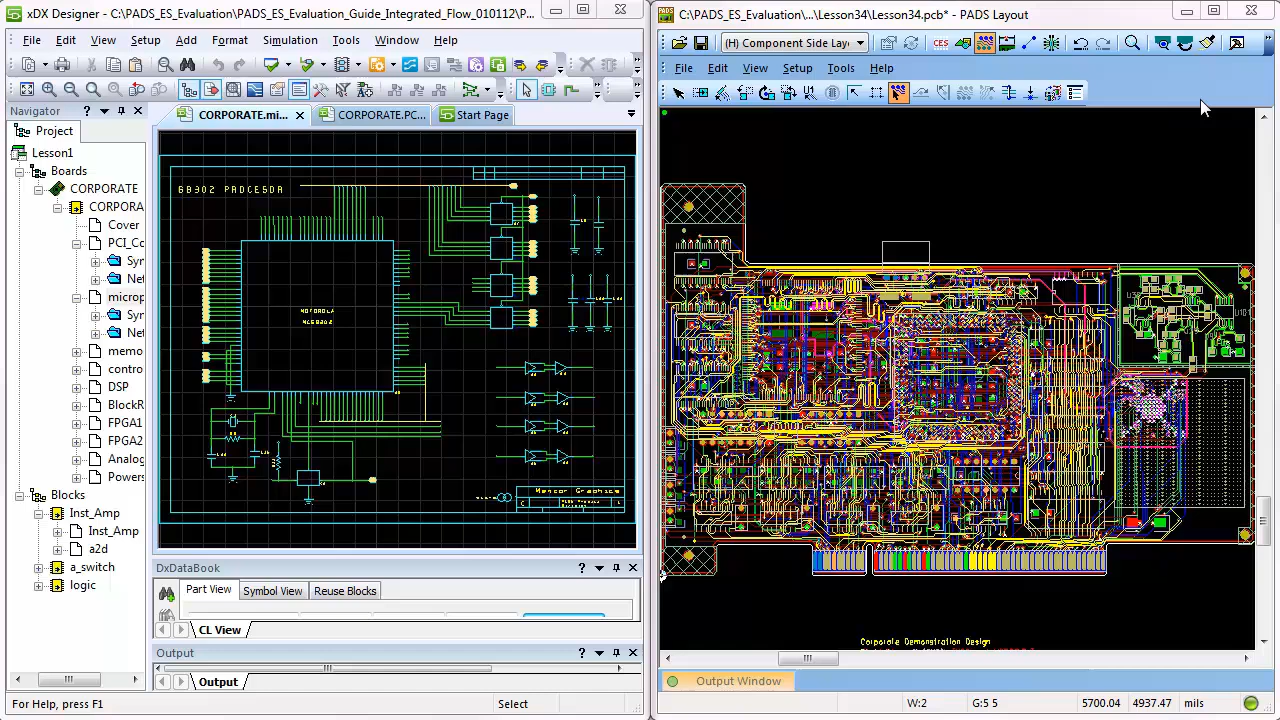 xDX Designer - C:\PADS_ES_Evaluation\PADS_ES_Evaluation_Guide_Integrated_Flow_010112\P...
File Edit View Setup Add Format Simulation Tools Window Help
Navigator
Project
Lesson1
Boards
CORPORATE
CORPORA
Cover
PCI_Co
Syr
Net
microp
Syr
Net
memo
contro
DSP
BlockR
FPGA1
FPGA2
Analog
Powers
Blocks
Inst_Amp
Inst_Amp
a2d
a_switch
logic
CORPORATE.mi...
CORPORATE.PC...
Start Page
MOTOROLA
Mentor Graphics
DxDataBook
Part View
Symbol View
Reuse Blocks
CL View
Output
Output
For Help, press F1
Select
C:\PADS_ES_Evaluation\...\Lesson34\Lesson34.pcb* - PADS Layout
(H) Component Side Lay
File Edit View Setup Tools Help
Corporate Demonstration Design
Output Window
W:2
G:5 5
5700.04
4937.47
mils